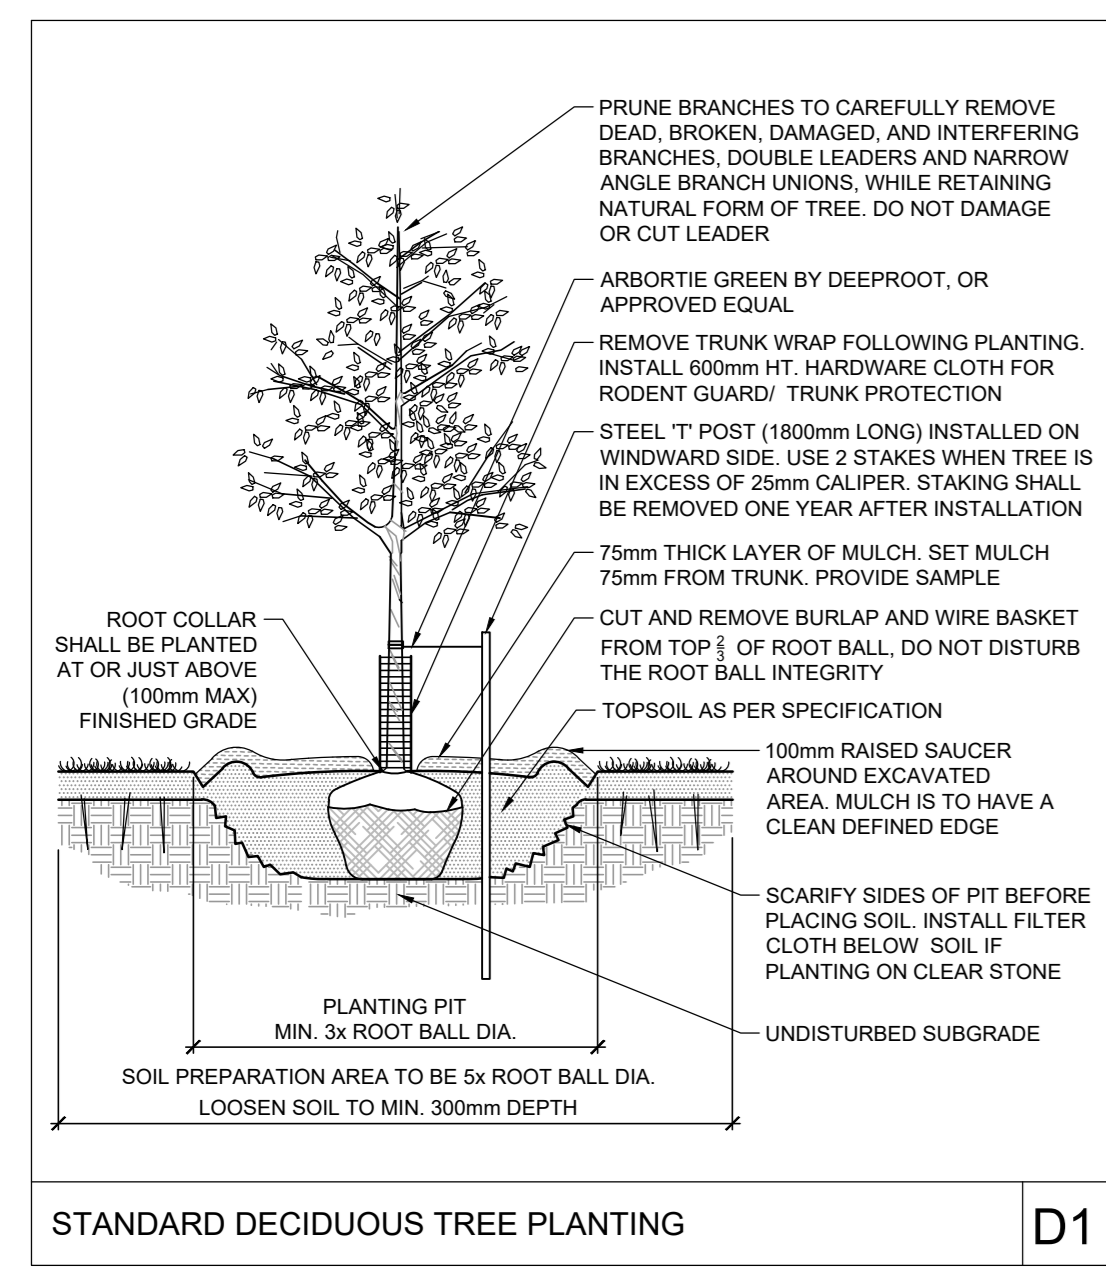 PRUNE BRANCHES TO CAREFULLY REMOVE
DEAD, BROKEN, DAMAGED, AND INTERFERING
BRANCHES, DOUBLE LEADERS AND NARROW
ANGLE BRANCH UNIONS, WHILE RETAINING
NATURAL FORM OF TREE. DO NOT DAMAGE
OR CUT LEADER
ARBORTIE GREEN BY DEEPROOT, OR
APPROVED EQUAL
REMOVE TRUNK WRAP FOLLOWING PLANTING.
INSTALL 600mm HT. HARDWARE CLOTH FOR
RODENT GUARD/ TRUNK PROTECTION
STEEL 'T' POST (1800mm LONG) INSTALLED ON
WINDWARD SIDE. USE 2 STAKES WHEN TREE IS
IN EXCESS OF 25mm CALIPER. STAKING SHALL
BE REMOVED ONE YEAR AFTER INSTALLATION
75mm THICK LAYER OF MULCH. SET MULCH
75mm FROM TRUNK. PROVIDE SAMPLE
CUT AND REMOVE BURLAP AND WIRE BASKET
FROM TOP 2/3 OF ROOT BALL, DO NOT DISTURB
THE ROOT BALL INTEGRITY
TOPSOIL AS PER SPECIFICATION
ROOT COLLAR
SHALL BE PLANTED
AT OR JUST ABOVE
(100mm MAX)
FINISHED GRADE
100mm RAISED SAUCER
AROUND EXCAVATED
AREA. MULCH IS TO HAVE A
CLEAN DEFINED EDGE
SCARIFY SIDES OF PIT BEFORE
PLACING SOIL. INSTALL FILTER
CLOTH BELOW SOIL IF
PLANTING ON CLEAR STONE
UNDISTURBED SUBGRADE
PLANTING PIT
MIN. 3x ROOT BALL DIA.
SOIL PREPARATION AREA TO BE 5x ROOT BALL DIA.
LOOSEN SOIL TO MIN. 300mm DEPTH
STANDARD DECIDUOUS TREE PLANTING
D1